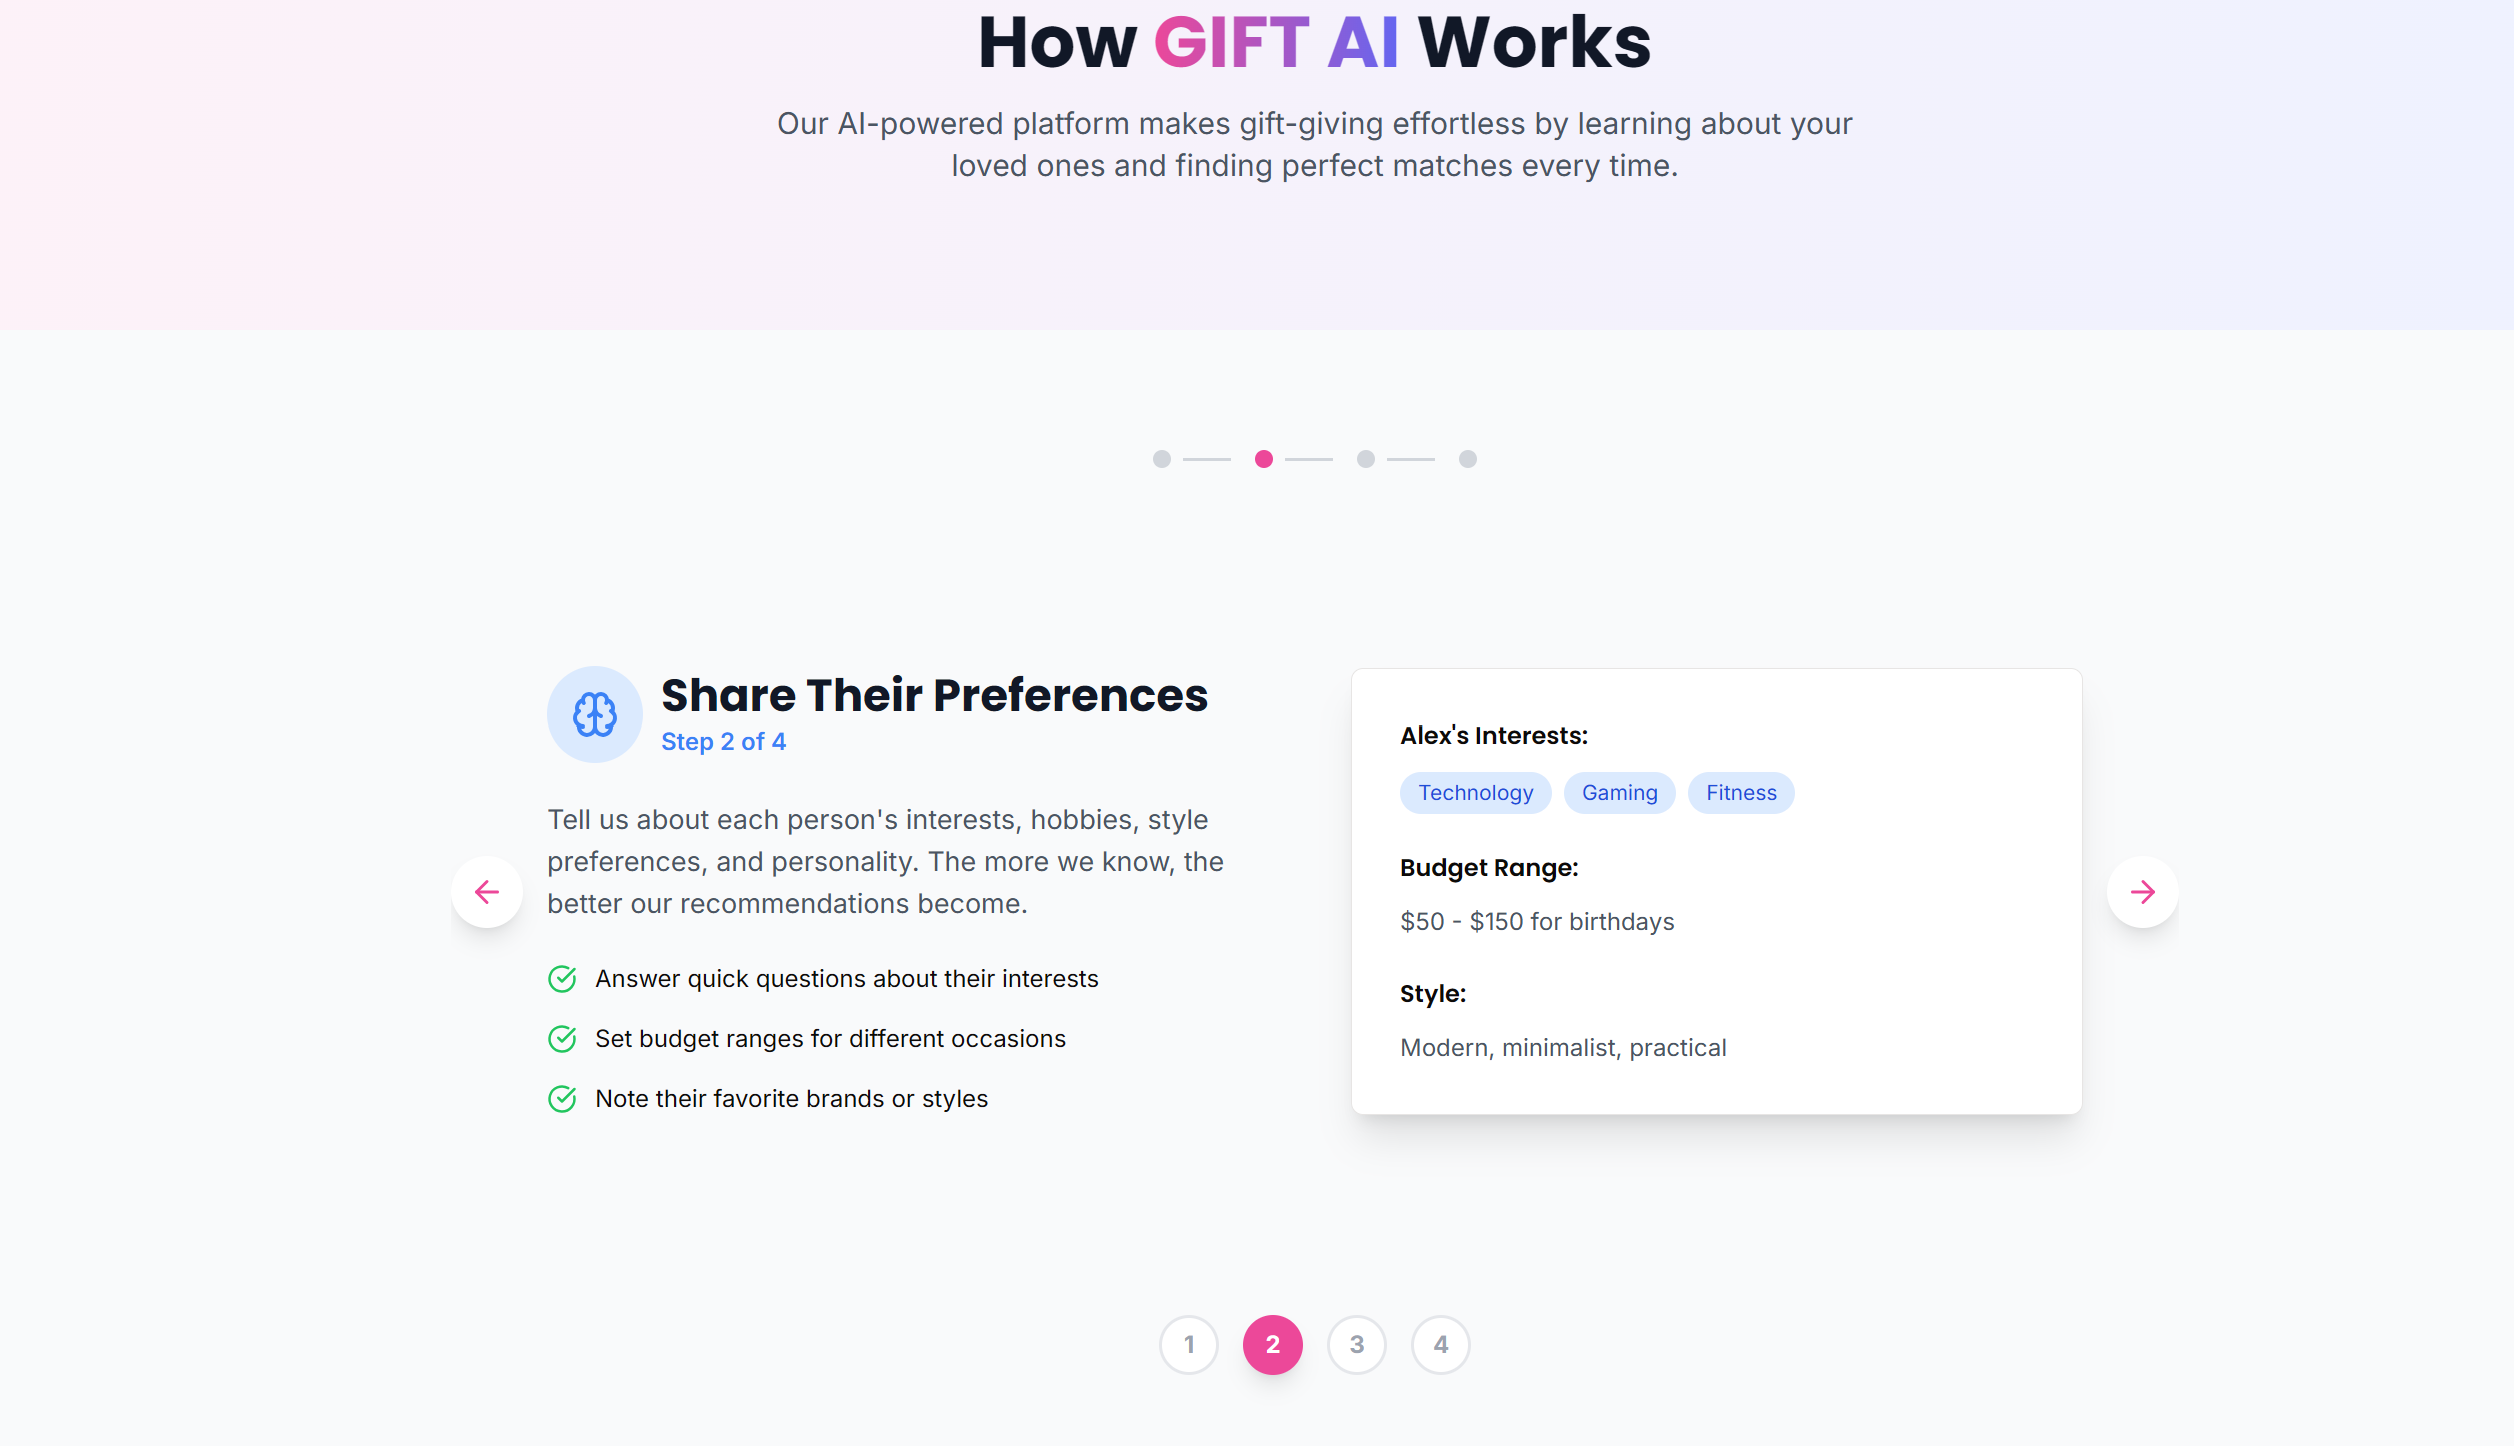 How GIFT AI Works
Our AI-powered platform makes gift-giving effortless by learning about your
loved ones and finding perfect matches every time.
Share Their Preferences
Step 2 of 4
Tell us about each person's interests, hobbies, style
preferences, and personality. The more we know, the
better our recommendations become.
Answer quick questions about their interests
Set budget ranges for different occasions
Note their favorite brands or styles
Alex's Interests:
Technology Gaming Fitness
Budget Range:
$50 - $150 for birthdays
Style:
Modern, minimalist, practical
1 2 3 4